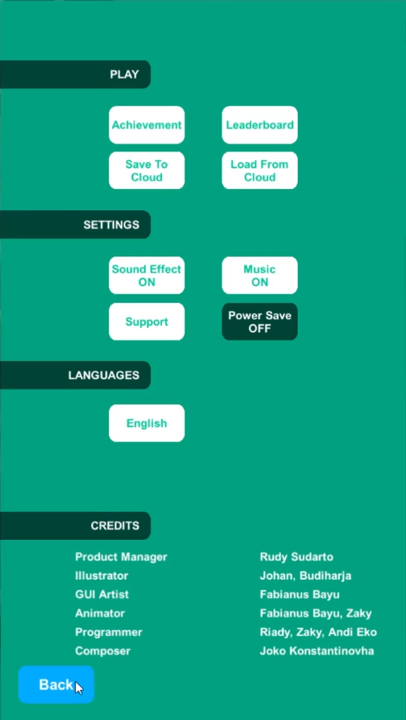 PLAY
Achievement
Leaderboard
Save To
Cloud
Load From
Cloud
SETTINGS
Sound Effect
ON
Music
ON
Support
Power Save
OFF
LANGUAGES
English
CREDITS
Product Manager Rudy Sudarto
Illustrator Johan, Budiharja
GUI Artist Fabianus Bayu
Animator Fabianus Bayu, Zaky
Programmer Riady, Zaky, Andi Eko
Composer Joko Konstantinovha
Back